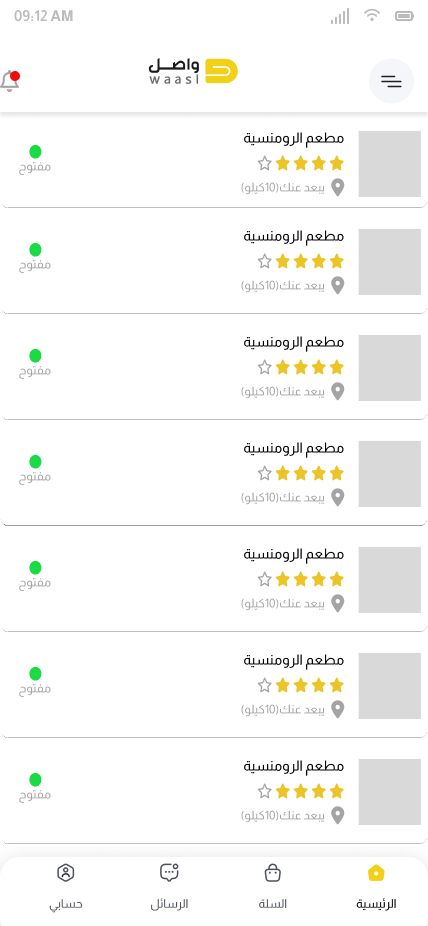 09:12 AM
واصل
waasl
مطعم الرومنسية
مفتوح
يبعد عنك(10كيلو)
مطعم الرومنسية
مفتوح
يبعد عنك(10كيلو)
مطعم الرومنسية
مفتوح
يبعد عنك(10كيلو)
مطعم الرومنسية
مفتوح
يبعد عنك(10كيلو)
مطعم الرومنسية
مفتوح
يبعد عنك(10كيلو)
مطعم الرومنسية
مفتوح
يبعد عنك(10كيلو)
مطعم الرومنسية
مفتوح
يبعد عنك(10كيلو)
الرئيسية
السلة
الرسائل
حسابي